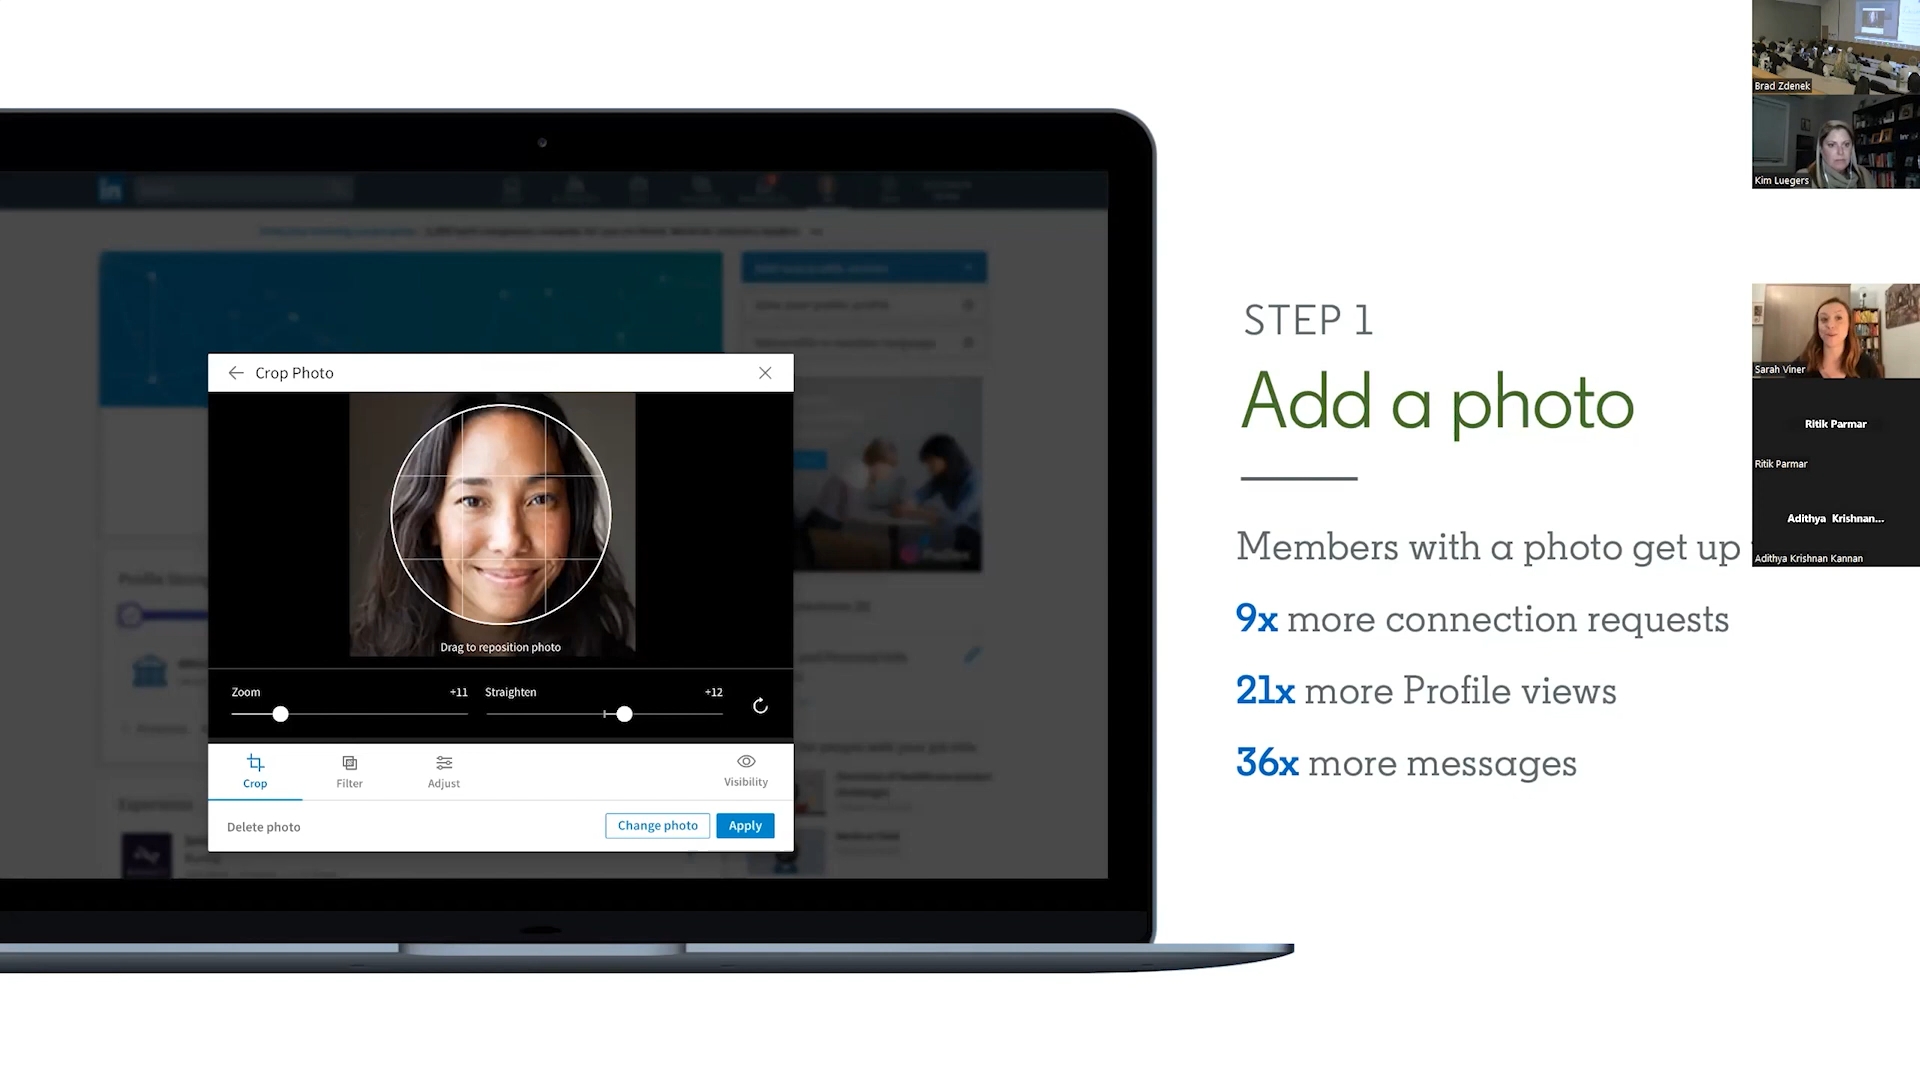 Brad Zdenek
Kim Luegers
in
STEP 1
Add a photo
Sarah Viner
Ritik Parmar
Ritik Parmar
Adithya Krishnan...
Adithya Krishnan Kannan
Members with a photo get up
9x more connection requests
21x more Profile views
36x more messages
Crop Photo
Drag to reposition photo
Zoom +11 Straighten +12
Crop Filter Adjust Visibility
Delete photo Change photo Apply